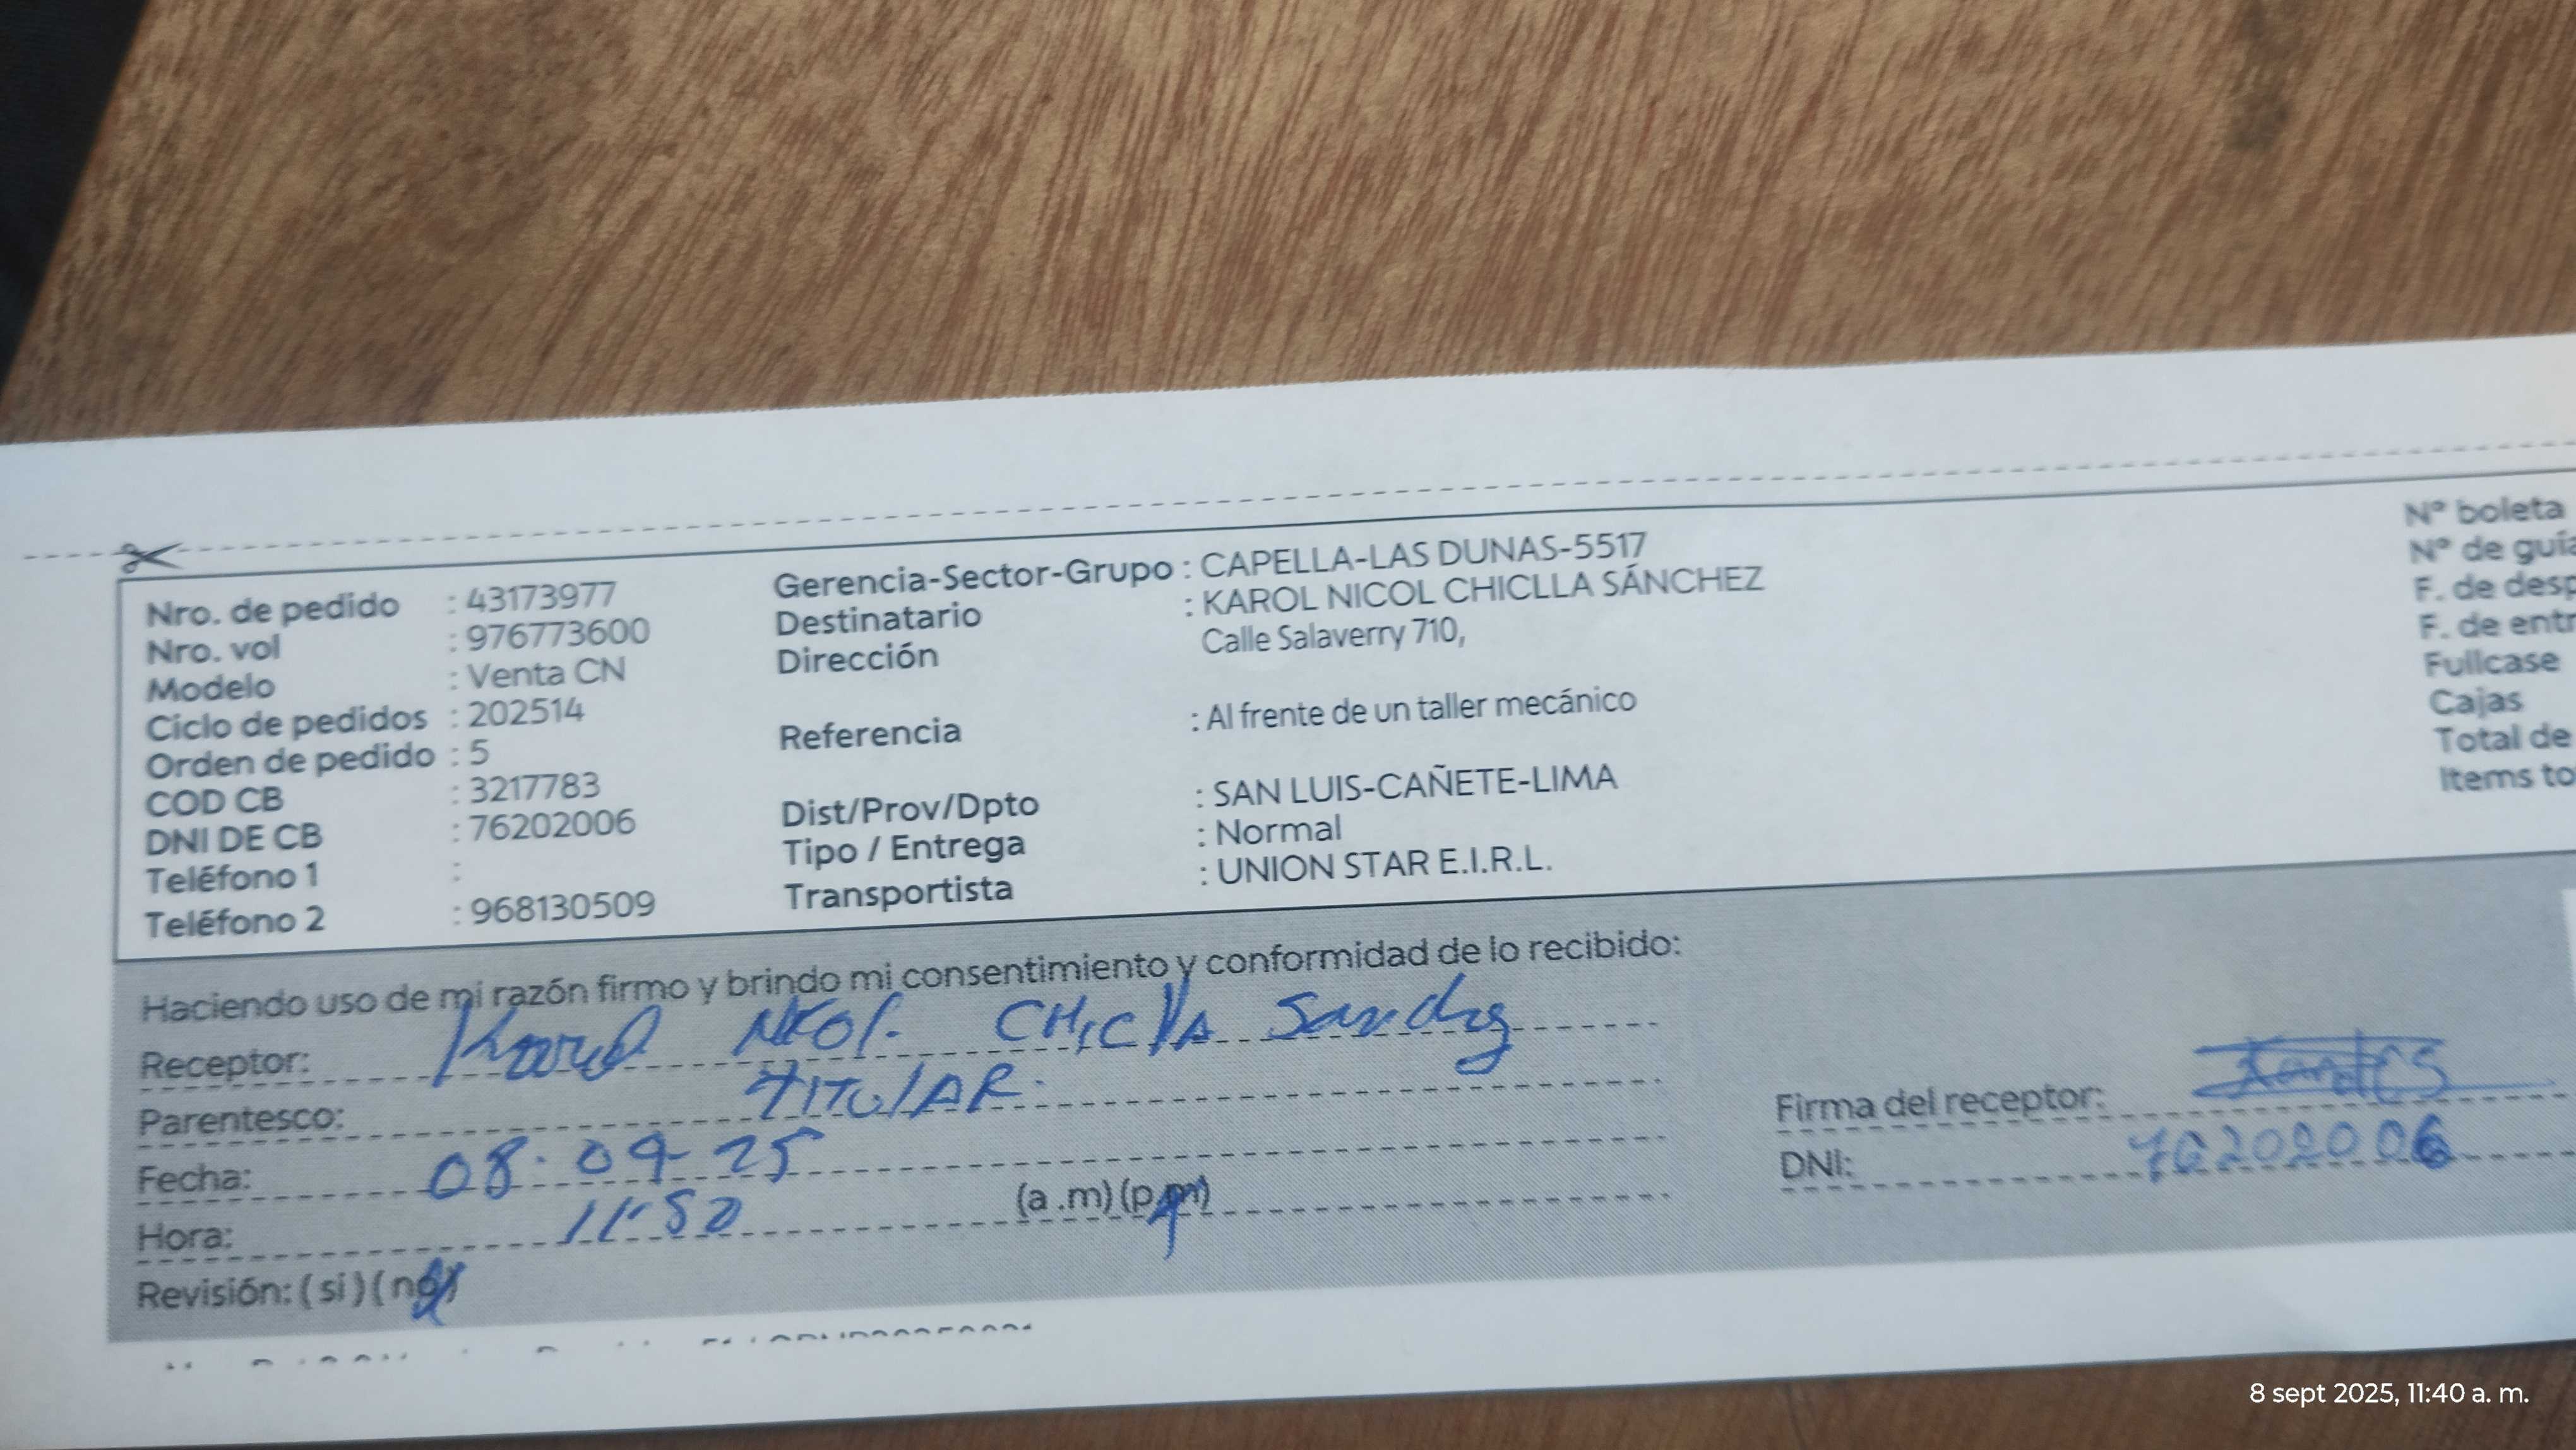 Nro. de pedido : 43173977
Nro. vol : 976773600
Modelo : Venta CN
Ciclo de pedidos : 202514
Orden de pedido : 5
COD CB : 3217783
DNI DE CB : 76202006
Teléfono 1 :
Teléfono 2 : 968130509
Gerencia-Sector-Grupo : CAPELLA-LAS DUNAS-5517
Destinatario : KAROL NICOL CHICLLA SÁNCHEZ
Dirección Calle Salaverry 710,
Referencia : Al frente de un taller mecánico
Dist/Prov/Dpto : SAN LUIS-CAÑETE-LIMA
Tipo / Entrega : Normal
Transportista : UNION STAR E.I.R.L.
Nº boleta
Nº de guía
F. de desp
F. de entr
Fullcase
Cajas
Total de
Items to
Haciendo uso de mi razón firmo y brindo mi consentimiento y conformidad de lo recibido:
Receptor: Karol NICOl. CHIClla
Parentesco: TITUlAR.
Fecha: 08-09-25
Hora: 11:50 (a .m) (p.m)
Revisión: ( si ) ( no )
Firma del receptor:
DNI: 76202006
8 sept 2025, 11:40 a. m.